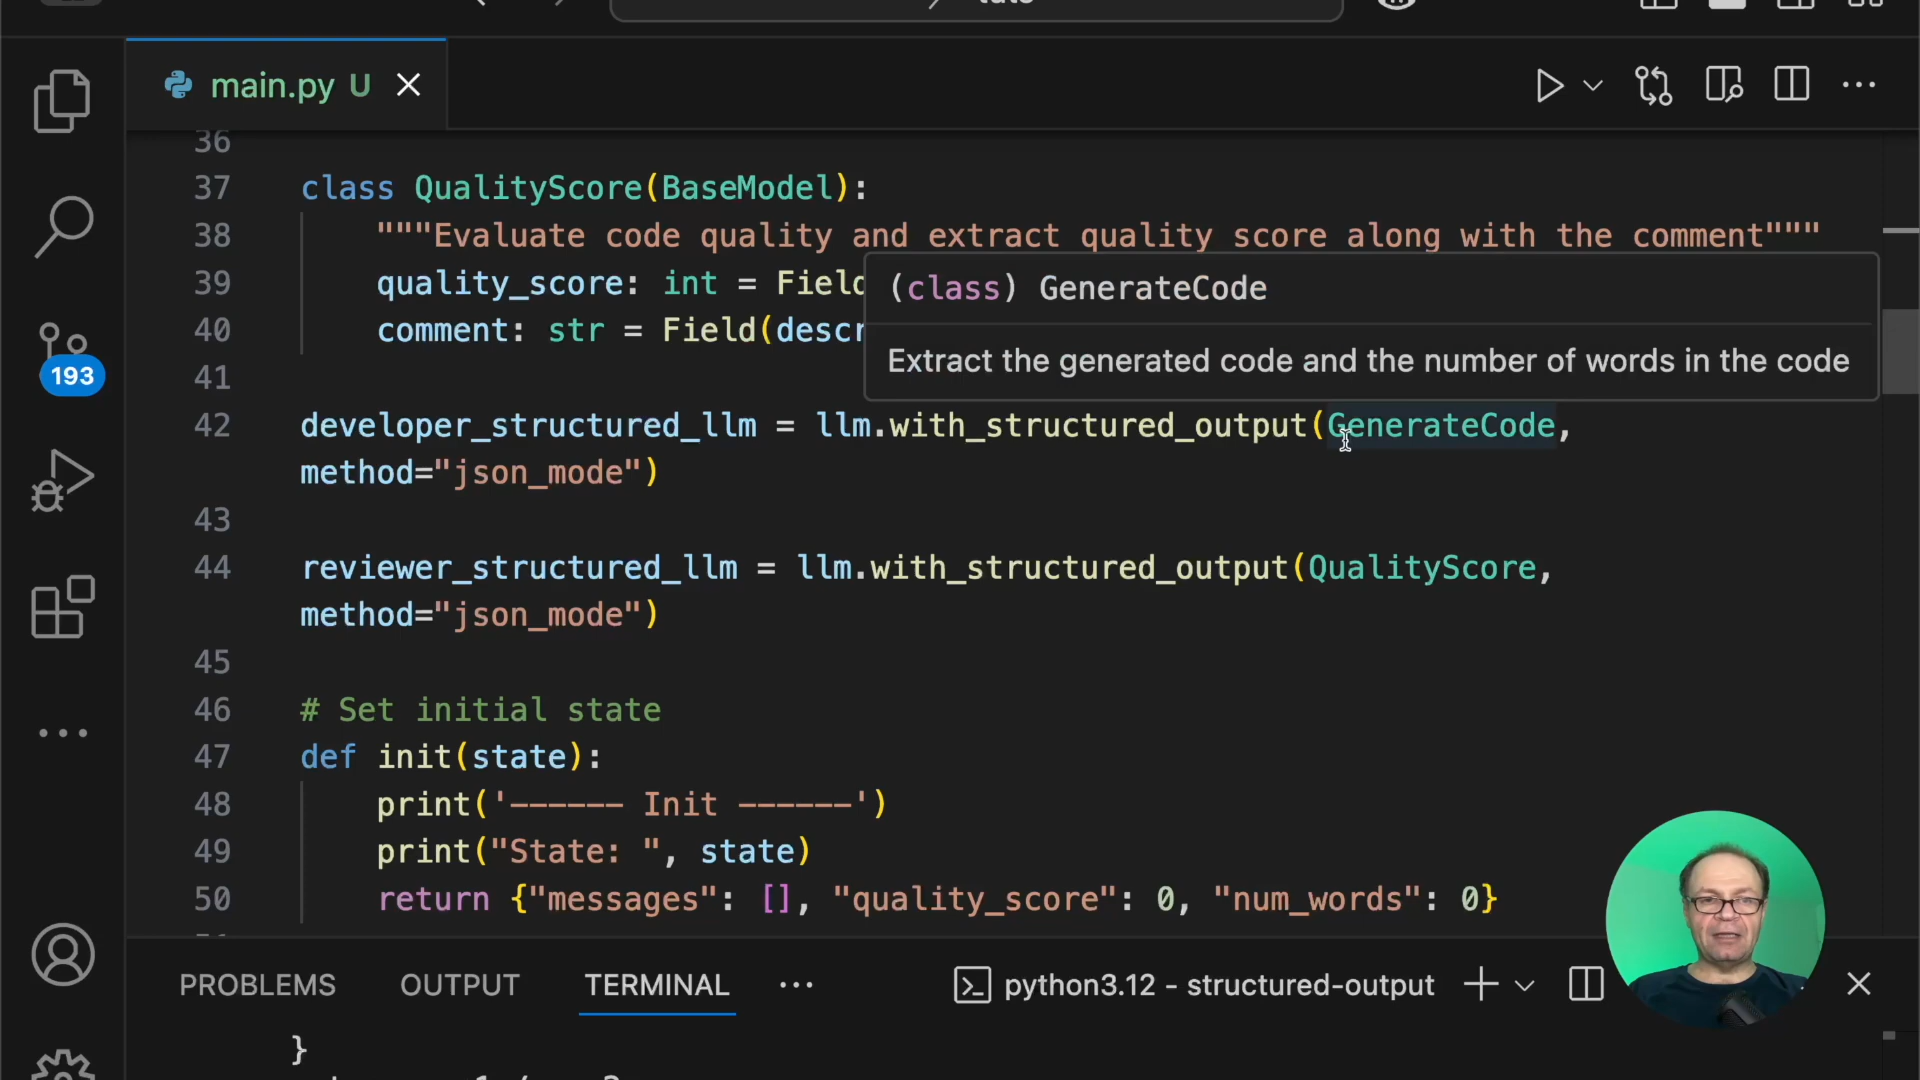 main.py U
36
37 class QualityScore(BaseModel):
38 """Evaluate code quality and extract quality score along with the comment"""
39 quality_score: int = Field
(class) GenerateCode
40 comment: str = Field(descr
Extract the generated code and the number of words in the code
41
42 developer_structured_llm = llm.with_structured_output(GenerateCode,
method="json_mode")
43
44 reviewer_structured_llm = llm.with_structured_output(QualityScore,
method="json_mode")
45
46 # Set initial state
47 def init(state):
48 print('—————— Init ——————')
49 print("State: ", state)
50 return {"messages": [], "quality_score": 0, "num_words": 0}
193
PROBLEMS OUTPUT TERMINAL ··· python3.12 - structured-output
}